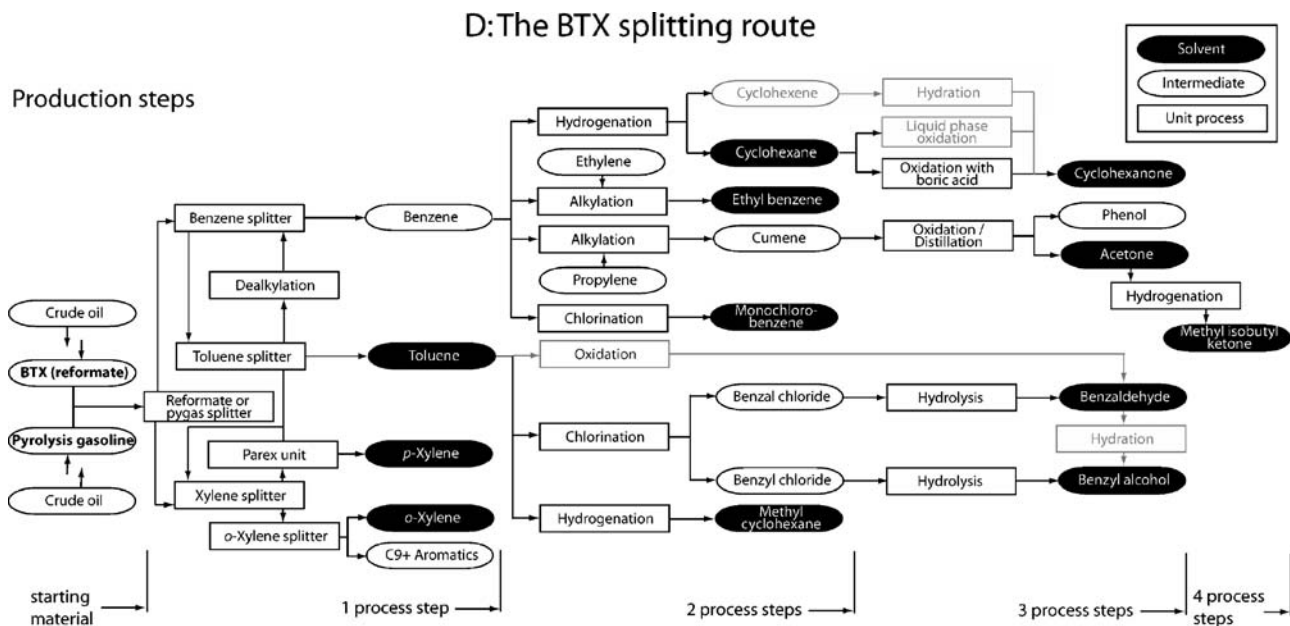 D: The BTX splitting route
Solvent
Intermediate
Unit process
Production steps
Cyclohexene
Hydration
Hydrogenation
Liquid phase
oxidation
Ethylene
Cyclohexane
Oxidation with
boric acid
Cyclohexanone
Benzene splitter
Benzene
Alkylation
Ethyl benzene
Phenol
Alkylation
Cumene
Oxidation /
Distillation
Acetone
Dealkylation
Propylene
Hydrogenation
Crude oil
Chlorination
Monochloro-
benzene
Methyl isobutyl
ketone
Toluene splitter
Toluene
Oxidation
BTX (reformate)
Reformate or
pygas splitter
Benzal chloride
Hydrolysis
Benzaldehyde
Pyrolysis gasoline
Chlorination
Hydration
Parex unit
p-Xylene
Crude oil
Xylene splitter
Benzyl chloride
Hydrolysis
Benzyl alcohol
o-Xylene
Hydrogenation
Methyl
cyclohexane
o-Xylene splitter
C9+ Aromatics
starting
material
1 process step
2 process steps
3 process steps
4 process
steps